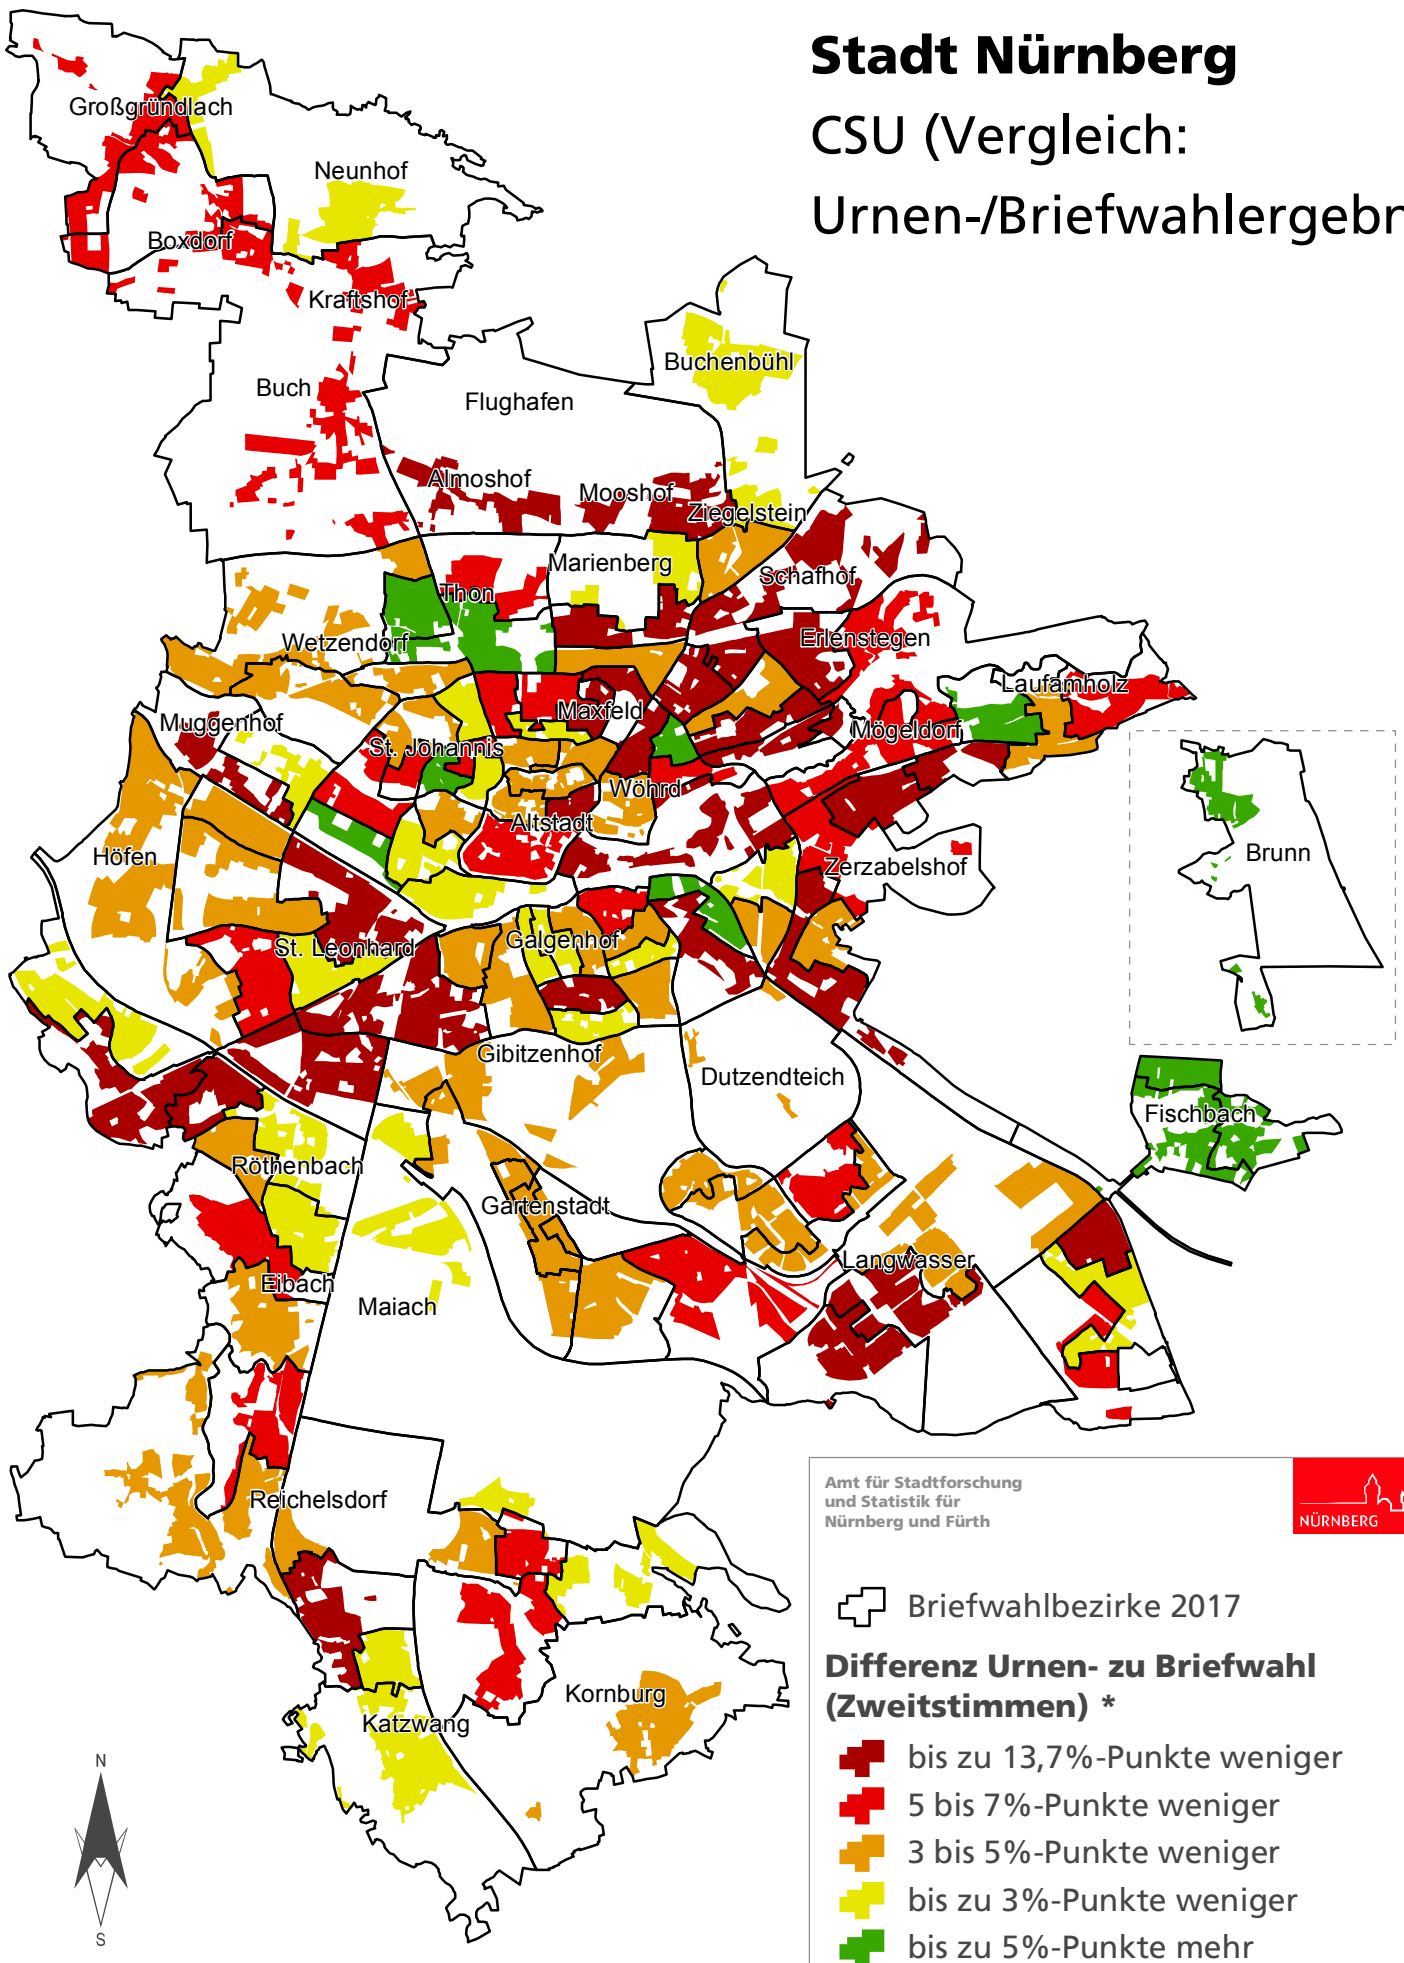 Stadt Nürnberg
CSU (Vergleich:
Urnen-/Briefwahlergebn
Großgründlach
Neunhof
Boxdorf
Kraftshof
Buchenbühl
Buch
Flughafen
Almoshof
Mooshof
Ziegelstein
Marienberg
Schafhof
Thon
Wetzendorf
Erlenstegen
Laufamholz
Muggenhof
Maxfeld
Mögeldorf
St. Johannis
Wöhrd
Altstadt
Höfen
Zerzabelshof
Brunn
St. Leonhard
Galgenhof
Gibitzenhof
Dutzendteich
Fischbach
Röthenbach
Gartenstadt
Langwasser
Eibach
Maiach
Reichelsdorf
Kornburg
Katzwang
N
S
Amt für Stadtforschung
und Statistik für
Nürnberg und Fürth
NÜRNBERG
Briefwahlbezirke 2017
Differenz Urnen- zu Briefwahl
(Zweitstimmen) *
bis zu 13,7%-Punkte weniger
5 bis 7%-Punkte weniger
3 bis 5%-Punkte weniger
bis zu 3%-Punkte weniger
bis zu 5%-Punkte mehr